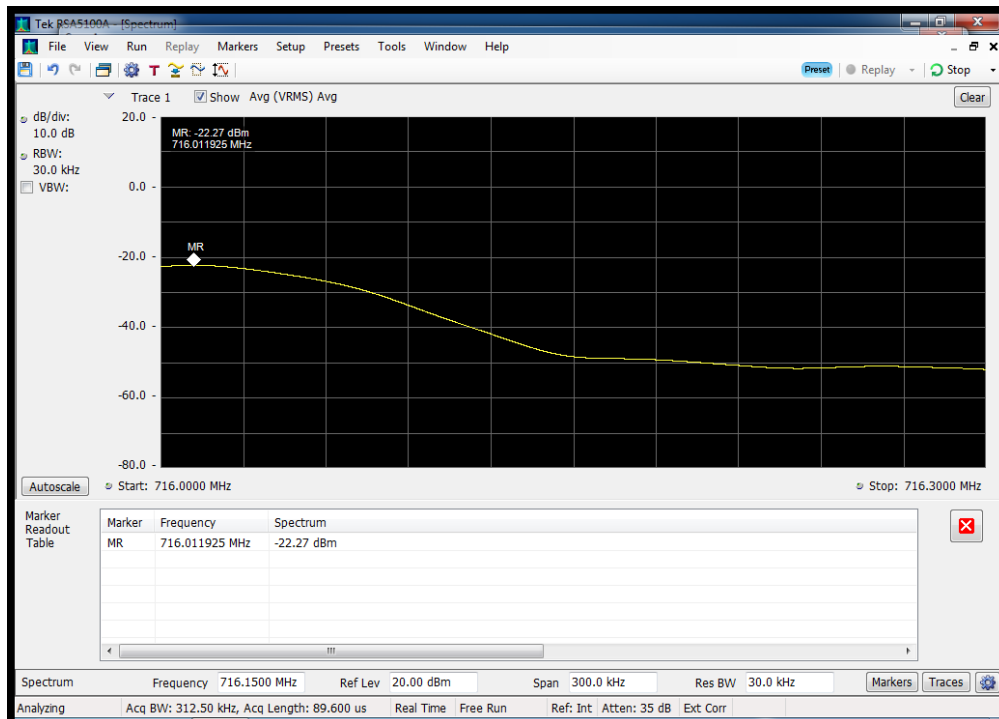 Tek RSA5100A - [Spectrum]
File View Run Replay Markers Setup Presets Tools Window Help
T Preset Replay Stop
Trace 1 Show Avg (VRMS) Avg Clear
dB/div:
10.0 dB
RBW:
30.0 kHz
VBW:
20.0
0.0
-20.0
-40.0
-60.0
-80.0
MR: -22.27 dBm
716.011925 MHz
MR
Autoscale Start: 716.0000 MHz Stop: 716.3000 MHz
Marker
Readout
Table
Marker Frequency Spectrum
MR 716.011925 MHz -22.27 dBm
Spectrum Frequency 716.1500 MHz Ref Lev 20.00 dBm Span 300.0 kHz Res BW 30.0 kHz Markers Traces
Analyzing Acq BW: 312.50 kHz, Acq Length: 89.600 us Real Time Free Run Ref: Int Atten: 35 dB Ext Corr